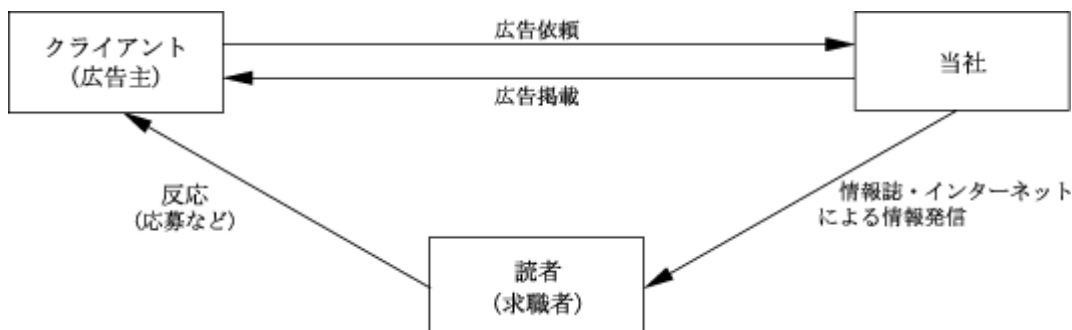 クライアント
(広告主)
広告依頼
広告掲載
当社
反応
(応募など)
情報誌・インターネット
による情報発信
読者
(求職者)